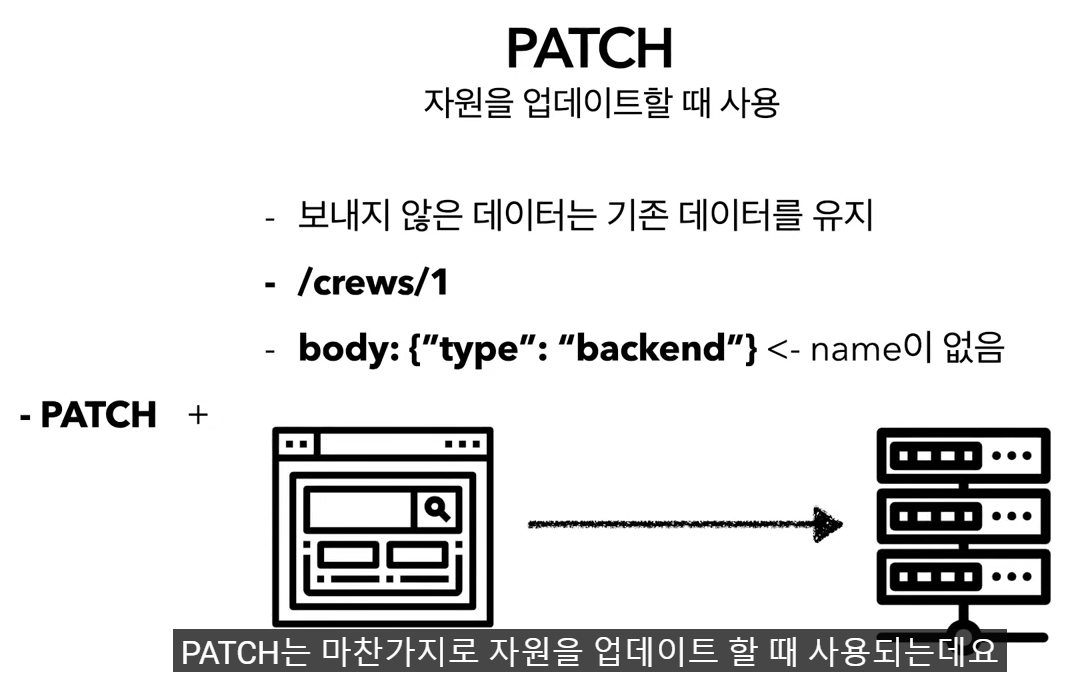 PATCH
자원을 업데이트할 때 사용
- 보내지 않은 데이터는 기존 데이터를 유지
- /crews/1
- body: {”type”: “backend”} <- name이 없음
- PATCH +
PATCH는 마찬가지로 자원을 업데이트 할 때 사용되는데요